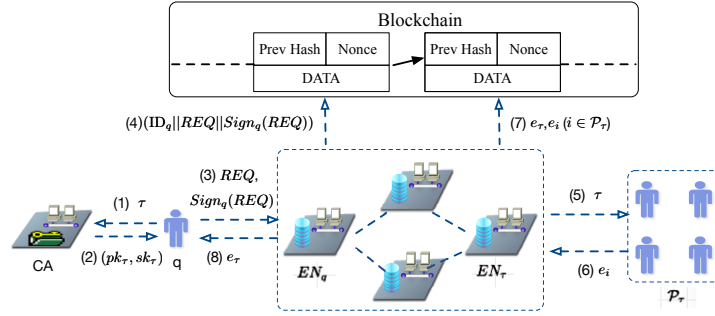 Blockchain
Prev Hash Nonce Prev Hash Nonce
DATA DATA
(4)(ID_q||REQ||Sign_q(REQ)) (7) e_τ,e_i (i ∈ P_τ)
(3) REQ,
Sign_q(REQ)
(1) τ (5) τ
CA (2) (pk_τ, sk_τ) q (8) e_τ EN_q EN_τ (6) e_i
P_τ